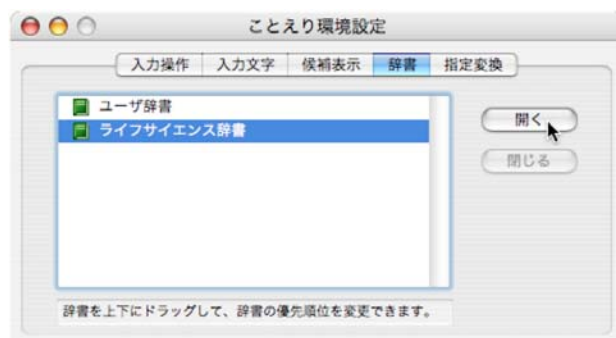 ことえり環境設定
入力操作 入力文字 候補表示 辞書 指定変換
ユーザ辞書
ライフサイエンス辞書
開く
閉じる
辞書を上下にドラッグして、辞書の優先順位を変更できます。